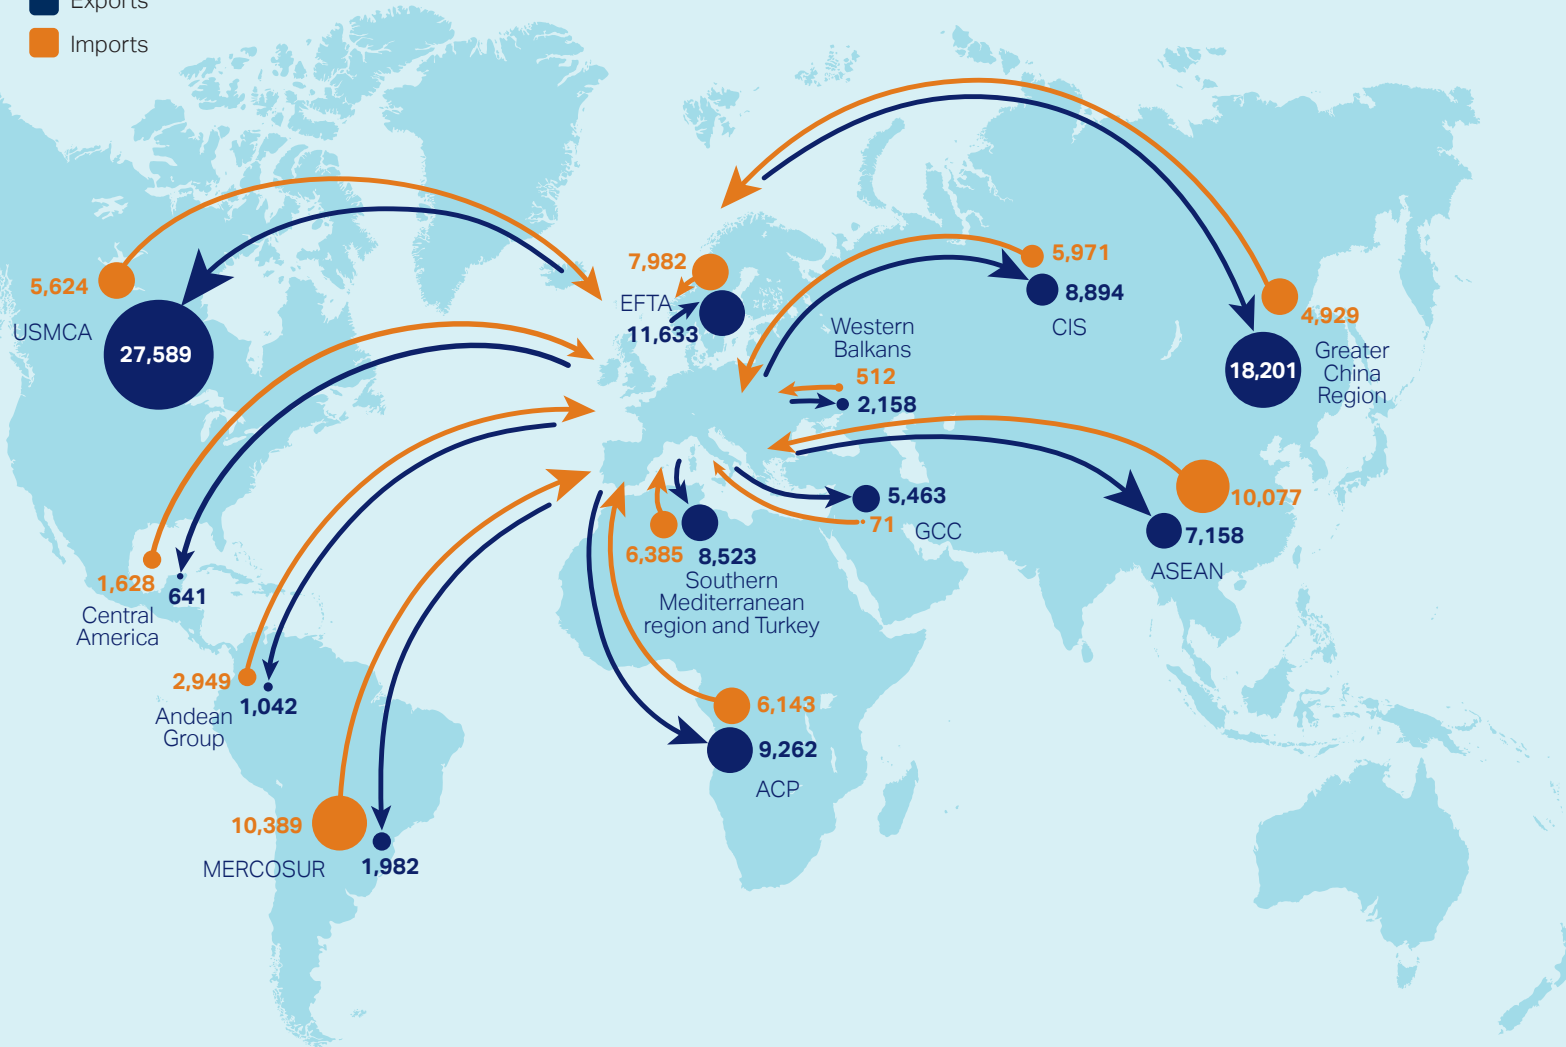 Exports
Imports
7,982
EFTA
11,633
5,971
8,894
CIS
5,624
USMCA
27,589
4,929
18,201
Greater
China
Region
Western
Balkans
512
2,158
5,463
71
GCC
10,077
7,158
ASEAN
6,385
8,523
Southern
Mediterranean
region and Turkey
1,628
641
Central
America
2,949
1,042
Andean
Group
6,143
9,262
ACP
10,389
1,982
MERCOSUR